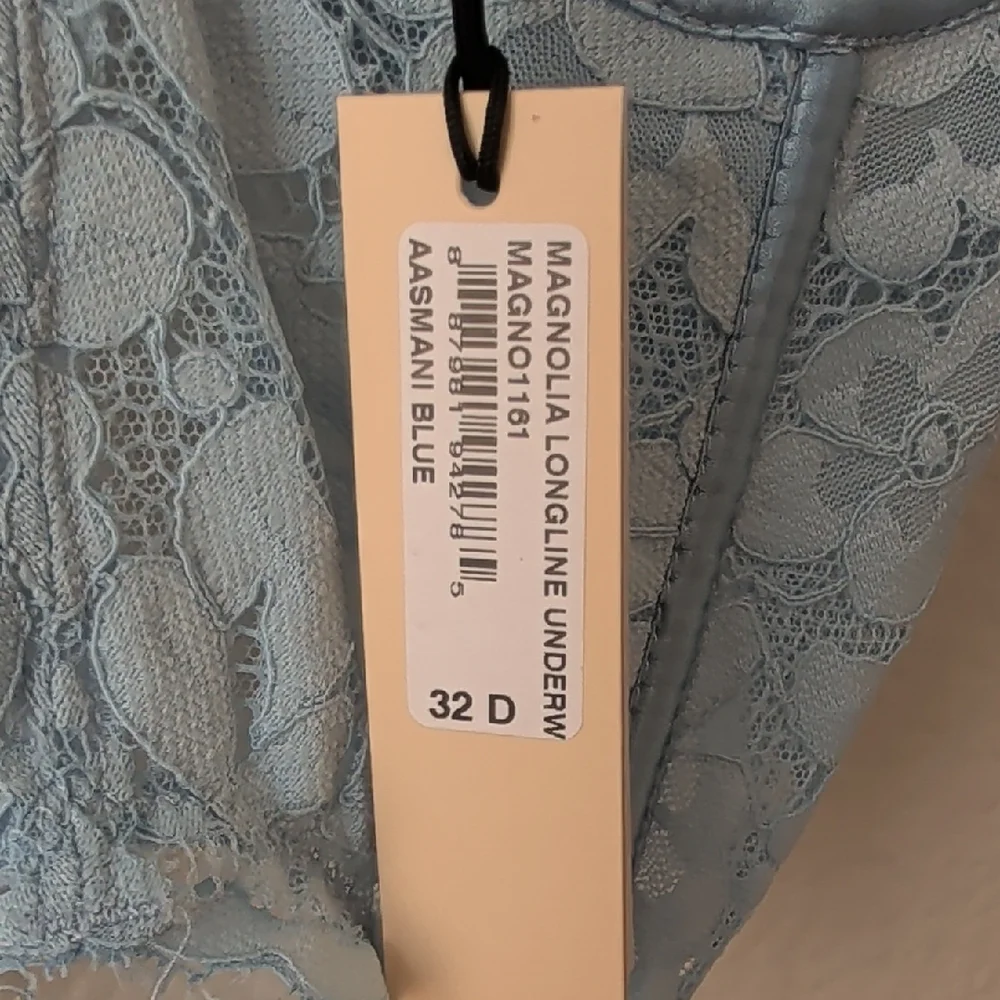 MAGNOLIA LONGLINE UNDERW
MAGNO1161
8 87981 94278 5
AASMANI BLUE
32 D